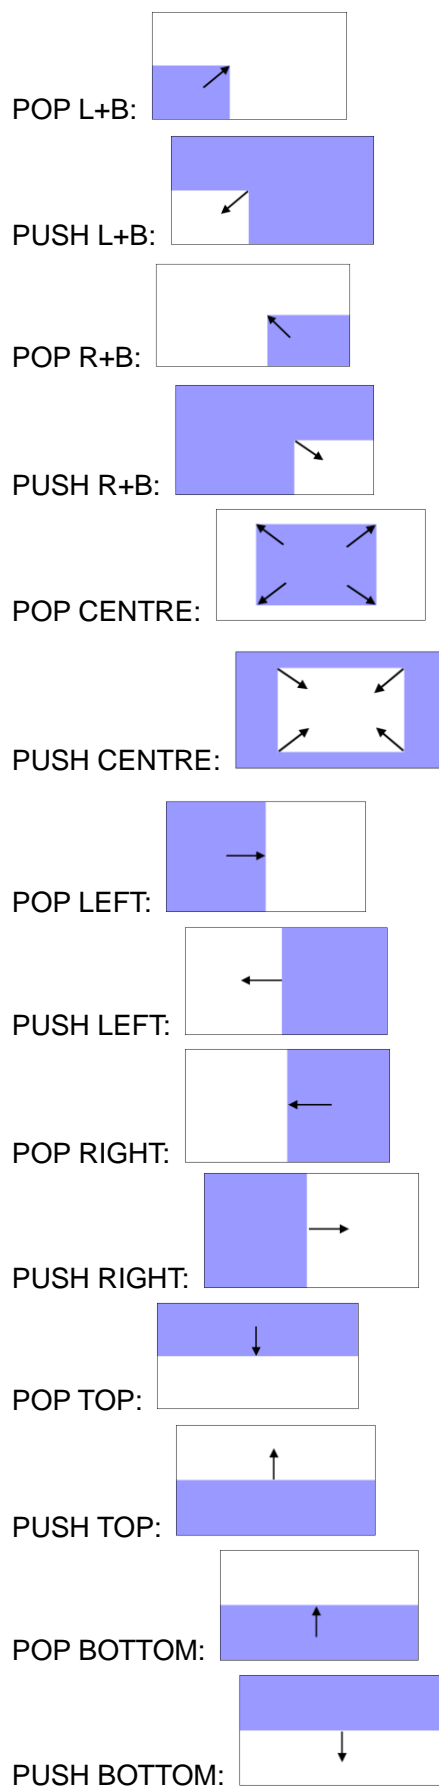 POP L+B:
PUSH L+B:
POP R+B:
PUSH R+B:
POP CENTRE:
PUSH CENTRE:
POP LEFT:
PUSH LEFT:
POP RIGHT:
PUSH RIGHT:
POP TOP:
PUSH TOP:
POP BOTTOM:
PUSH BOTTOM: